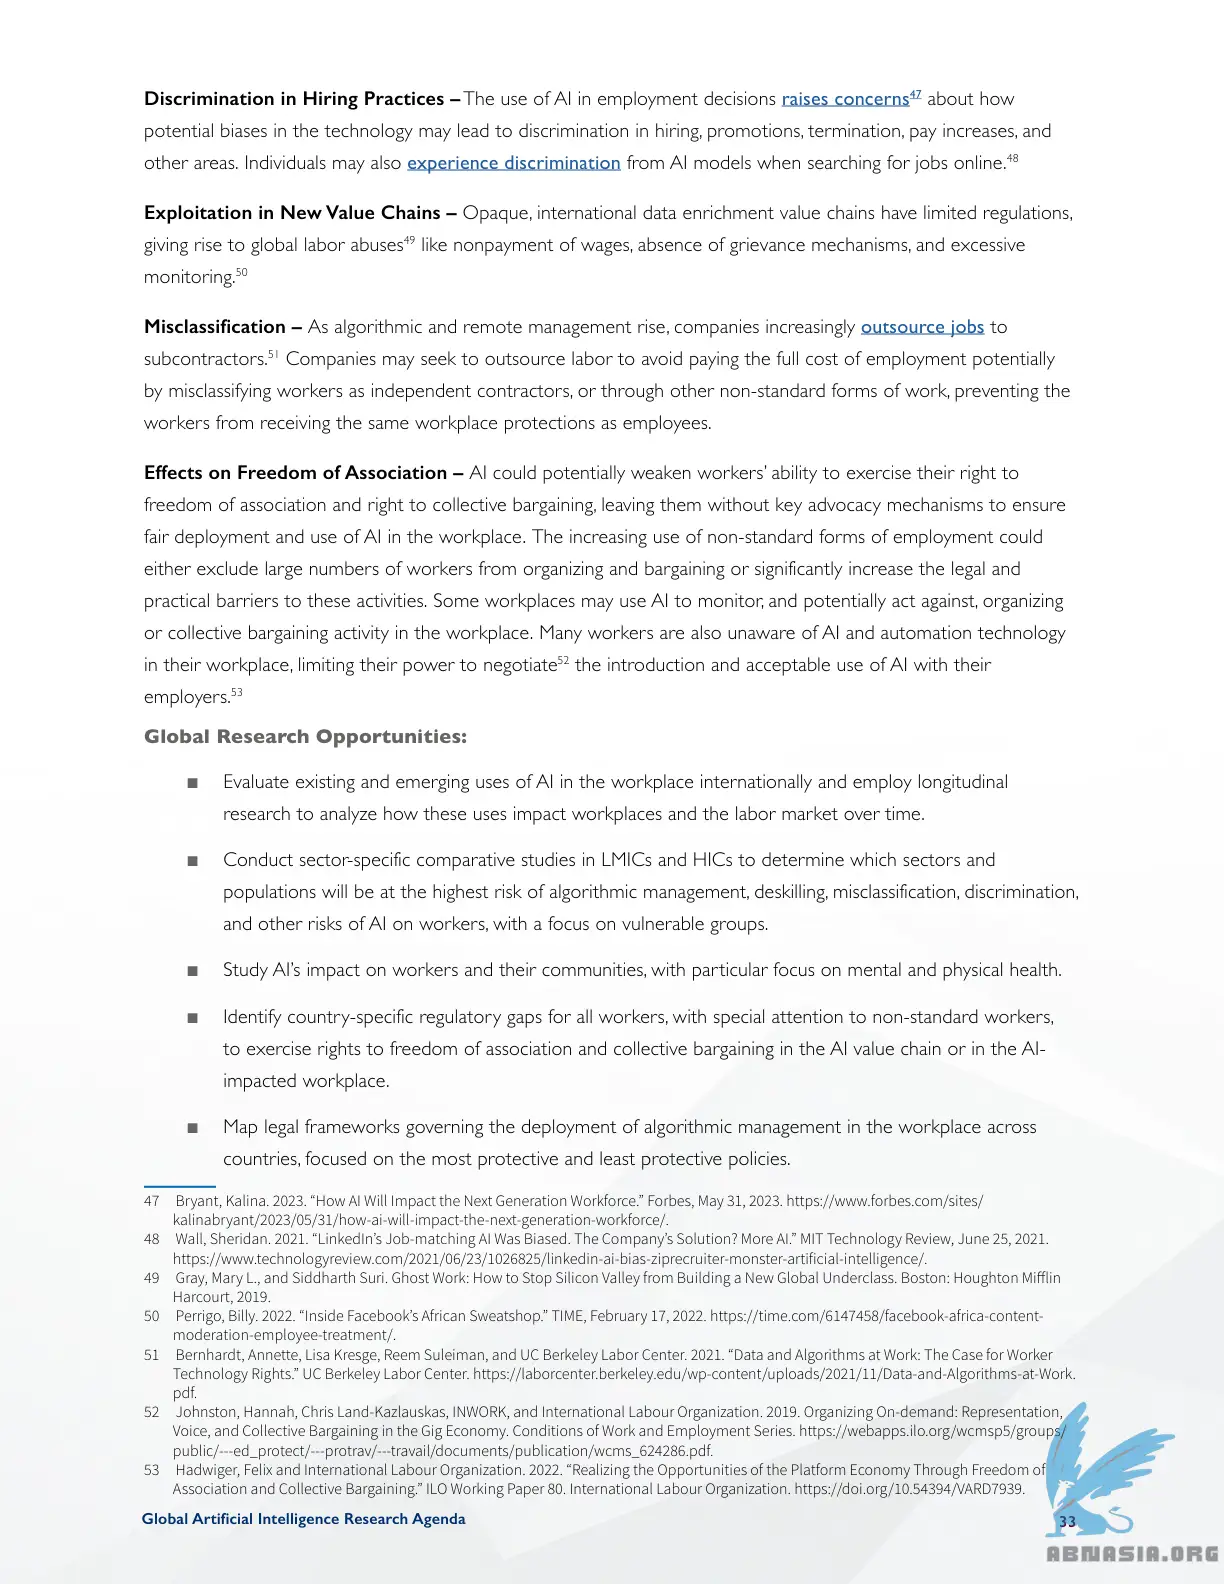 Discrimination in Hiring Practices – The use of AI in employment decisions raises concerns47 about how
potential biases in the technology may lead to discrimination in hiring, promotions, termination, pay increases, and
other areas. Individuals may also experience discrimination from AI models when searching for jobs online.48
Exploitation in New Value Chains – Opaque, international data enrichment value chains have limited regulations,
giving rise to global labor abuses49 like nonpayment of wages, absence of grievance mechanisms, and excessive
monitoring.50
Misclassification – As algorithmic and remote management rise, companies increasingly outsource jobs to
subcontractors.51 Companies may seek to outsource labor to avoid paying the full cost of employment potentially
by misclassifying workers as independent contractors, or through other non-standard forms of work, preventing the
workers from receiving the same workplace protections as employees.
Effects on Freedom of Association – AI could potentially weaken workers’ ability to exercise their right to
freedom of association and right to collective bargaining, leaving them without key advocacy mechanisms to ensure
fair deployment and use of AI in the workplace. The increasing use of non-standard forms of employment could
either exclude large numbers of workers from organizing and bargaining or significantly increase the legal and
practical barriers to these activities. Some workplaces may use AI to monitor, and potentially act against, organizing
or collective bargaining activity in the workplace. Many workers are also unaware of AI and automation technology
in their workplace, limiting their power to negotiate52 the introduction and acceptable use of AI with their
employers.53
Global Research Opportunities:
■ Evaluate existing and emerging uses of AI in the workplace internationally and employ longitudinal
research to analyze how these uses impact workplaces and the labor market over time.
■ Conduct sector-specific comparative studies in LMICs and HICs to determine which sectors and
populations will be at the highest risk of algorithmic management, deskilling, misclassification, discrimination,
and other risks of AI on workers, with a focus on vulnerable groups.
■ Study AI’s impact on workers and their communities, with particular focus on mental and physical health.
■ Identify country-specific regulatory gaps for all workers, with special attention to non-standard workers,
to exercise rights to freedom of association and collective bargaining in the AI value chain or in the AI-
impacted workplace.
■ Map legal frameworks governing the deployment of algorithmic management in the workplace across
countries, focused on the most protective and least protective policies.
47 Bryant, Kalina. 2023. “How AI Will Impact the Next Generation Workforce.” Forbes, May 31, 2023. https://www.forbes.com/sites/
kalinabryant/2023/05/31/how-ai-will-impact-the-next-generation-workforce/.
48 Wall, Sheridan. 2021. “LinkedIn’s Job-matching AI Was Biased. The Company’s Solution? More AI.” MIT Technology Review, June 25, 2021.
https://www.technologyreview.com/2021/06/23/1026825/linkedin-ai-bias-ziprecruiter-monster-artificial-intelligence/.
49 Gray, Mary L., and Siddharth Suri. Ghost Work: How to Stop Silicon Valley from Building a New Global Underclass. Boston: Houghton Mifflin
Harcourt, 2019.
50 Perrigo, Billy. 2022. “Inside Facebook’s African Sweatshop.” TIME, February 17, 2022. https://time.com/6147458/facebook-africa-content-
moderation-employee-treatment/.
51 Bernhardt, Annette, Lisa Kresge, Reem Suleiman, and UC Berkeley Labor Center. 2021. “Data and Algorithms at Work: The Case for Worker
Technology Rights.” UC Berkeley Labor Center. https://laborcenter.berkeley.edu/wp-content/uploads/2021/11/Data-and-Algorithms-at-Work.
pdf.
52 Johnston, Hannah, Chris Land-Kazlauskas, INWORK, and International Labour Organization. 2019. Organizing On-demand: Representation,
Voice, and Collective Bargaining in the Gig Economy. Conditions of Work and Employment Series. https://webapps.ilo.org/wcmsp5/groups/
public/---ed_protect/---protrav/---travail/documents/publication/wcms_624286.pdf.
53 Hadwiger, Felix and International Labour Organization. 2022. “Realizing the Opportunities of the Platform Economy Through Freedom of
Association and Collective Bargaining.” ILO Working Paper 80. International Labour Organization. https://doi.org/10.54394/VARD7939.
Global Artificial Intelligence Research Agenda 33
ABNASIA.ORG